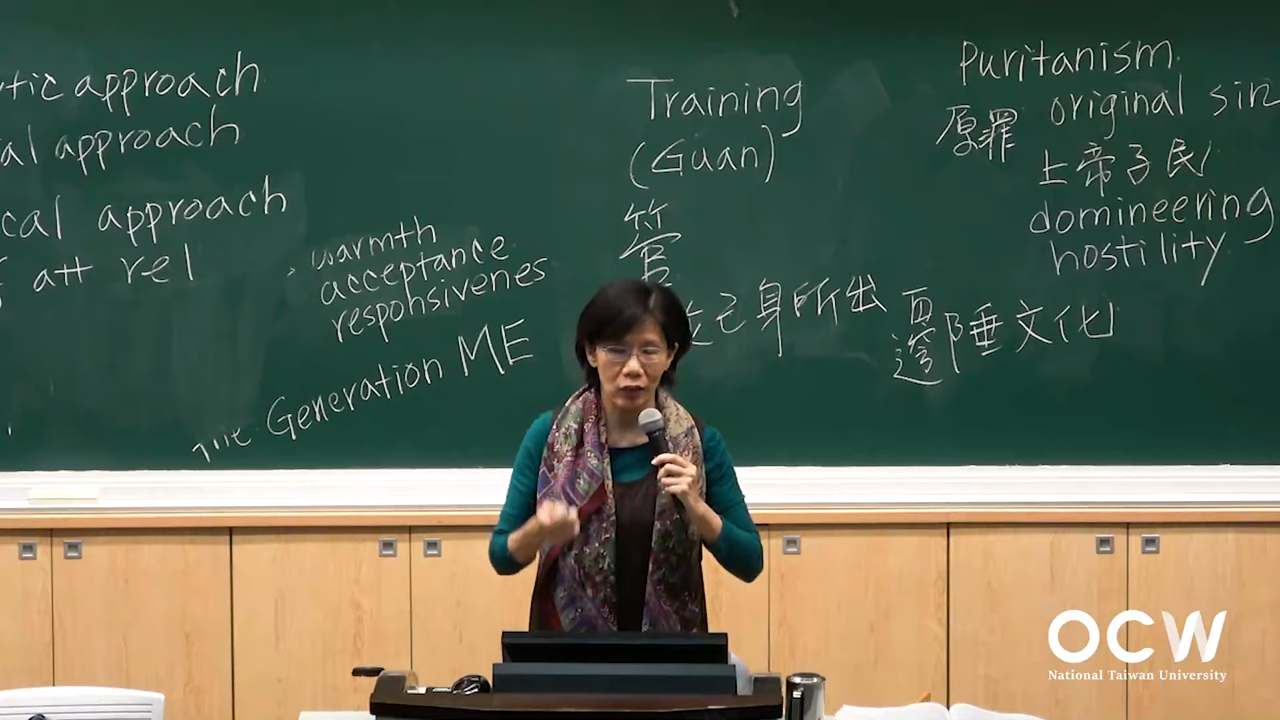 approach
approach
cal approach
att rel
warmth
acceptance
responsivenes
The Generation ME
Training
(Guan)
管
己身所出
邊陲文化
Puritanism
原罪 original sin
上帝子民
domineering
hostility
OCW
National Taiwan University